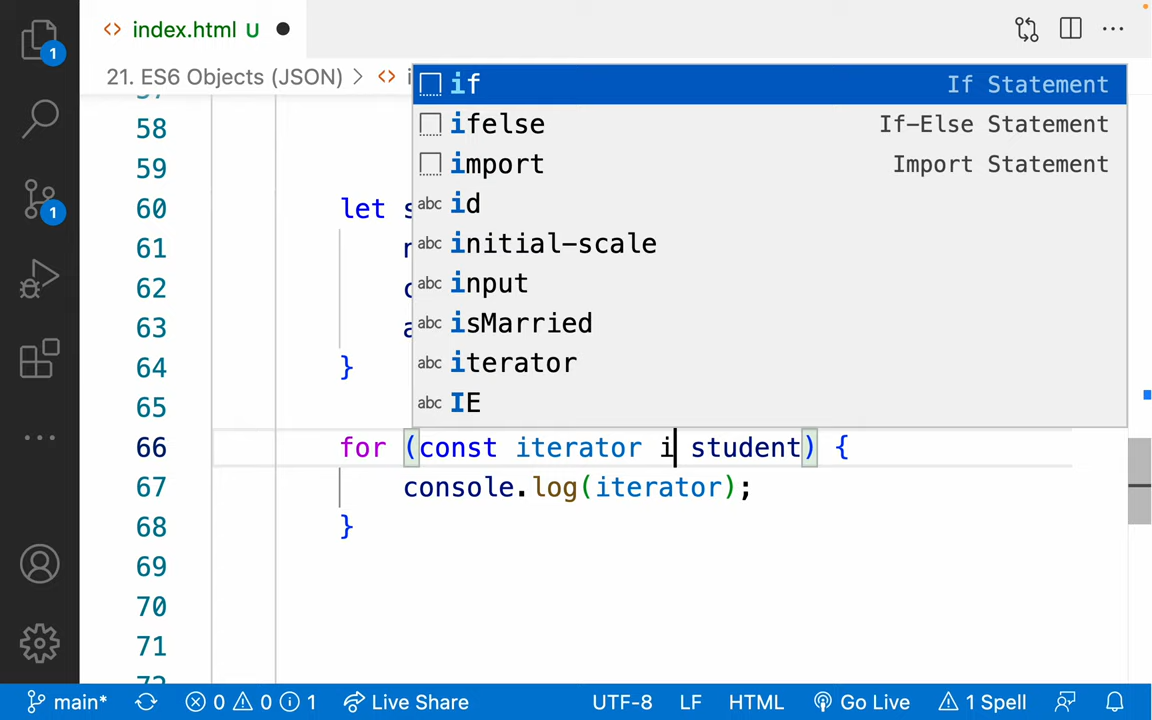 index.html U
1
21. ES6 Objects (JSON) > <> i
if If Statement
ifelse If-Else Statement
import Import Statement
abc id
abc initial-scale
abc input
abc isMarried
abc iterator
abc IE
58
59
60 let s
61
62
63 a
64 }
65
66 for (const iterator i student) {
67 console.log(iterator);
68 }
69
70
71
1
main* 0 0 1 Live Share UTF-8 LF HTML Go Live 1 Spell